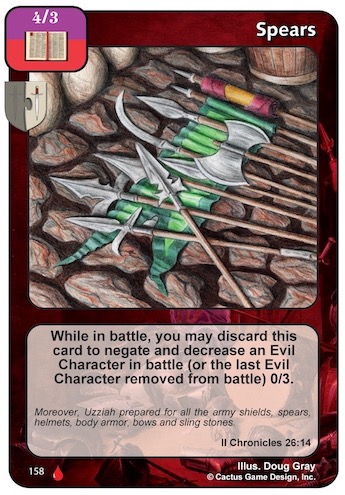 4/3
Spears
While in battle, you may discard this
card to negate and decrease an Evil
Character in battle (or the last Evil
Character removed from battle) 0/3.
Moreover, Uzziah prepared for all the army shields, spears,
helmets, body armor, bows and sling stones.
II Chronicles 26:14
158
Illus. Doug Gray
© Cactus Game Design, Inc.